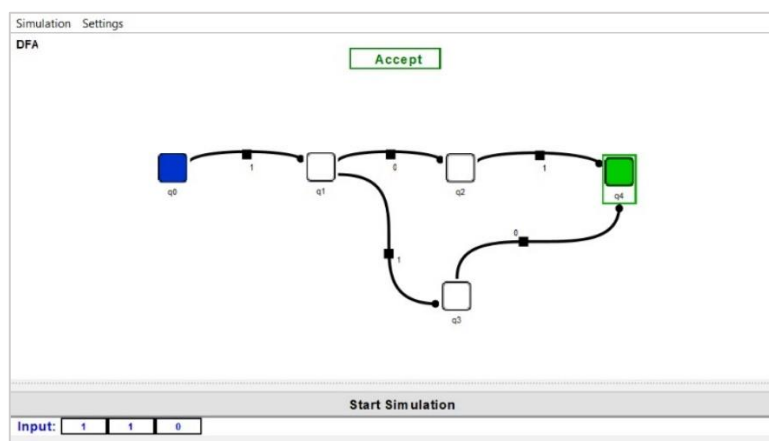 Simulation Settings
DFA
Accept
1
0
1
q0
q1
q2
q4
1
0
q3
Start Simulation
Input: 1 1 0